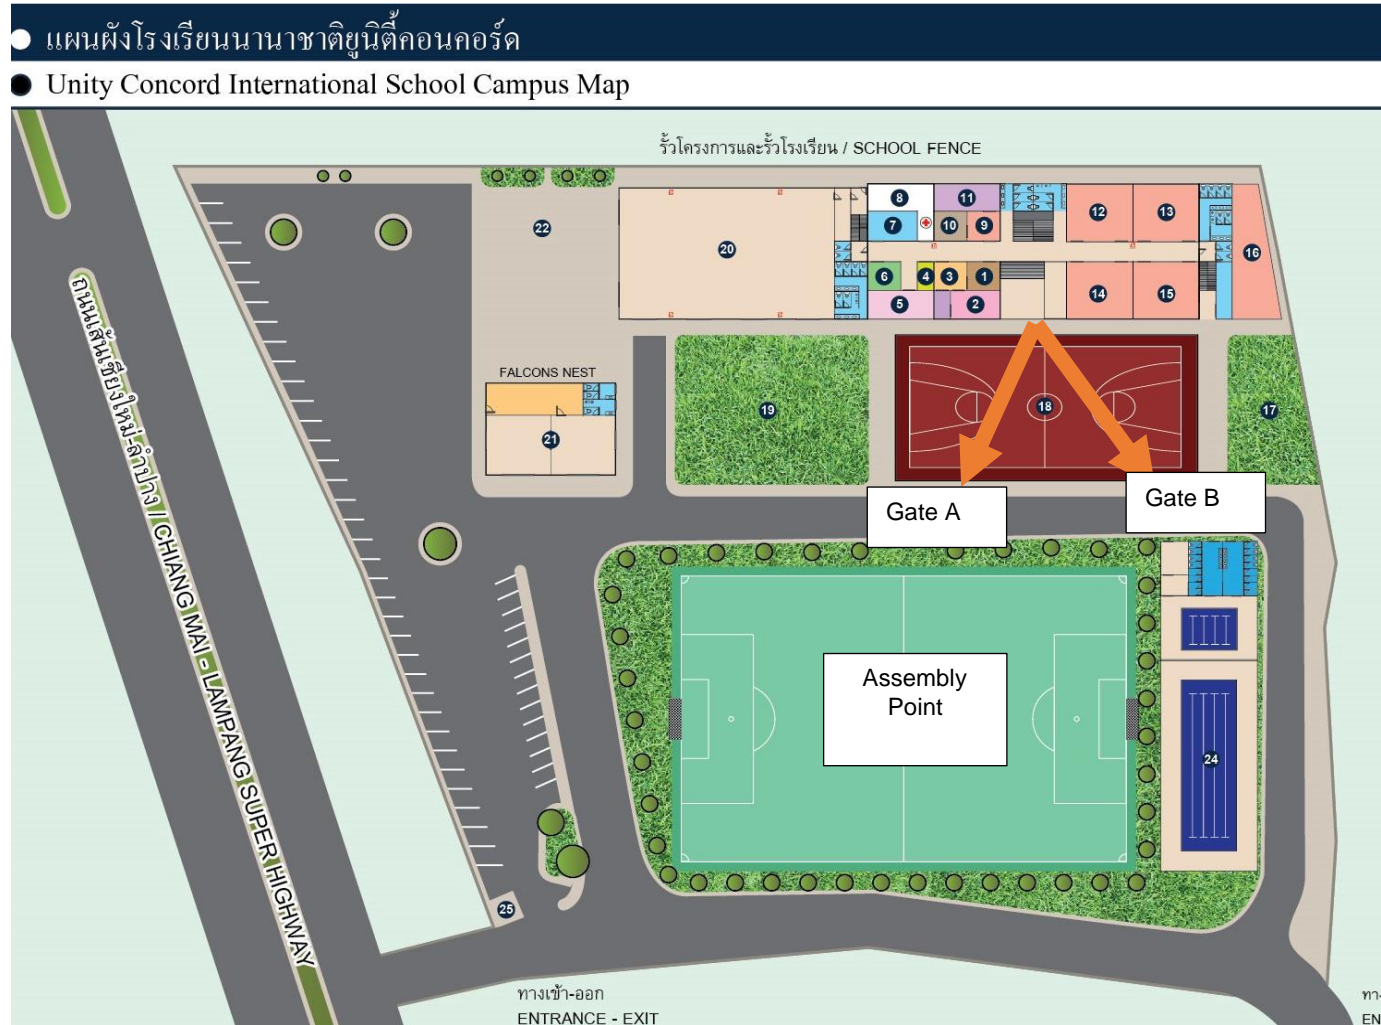 แผนผังโรงเรียนนานาชาติยูนิตี้คอนคอร์ด
Unity Concord International School Campus Map
รั้วโครงการและรั้วโรงเรียน / SCHOOL FENCE
8
11
12
13
22
7
10
9
20
16
6
4
3
1
14
15
5
2
FALCONS NEST
19
18
17
21
ถนนเส้นเชียงใหม่-ลำปาง / CHIANG MAI - LAMPANG SUPER HIGHWAY
Gate A
Gate B
Assembly
Point
24
25
ทางเข้า-ออก
ENTRANCE - EXIT
ทา
EN